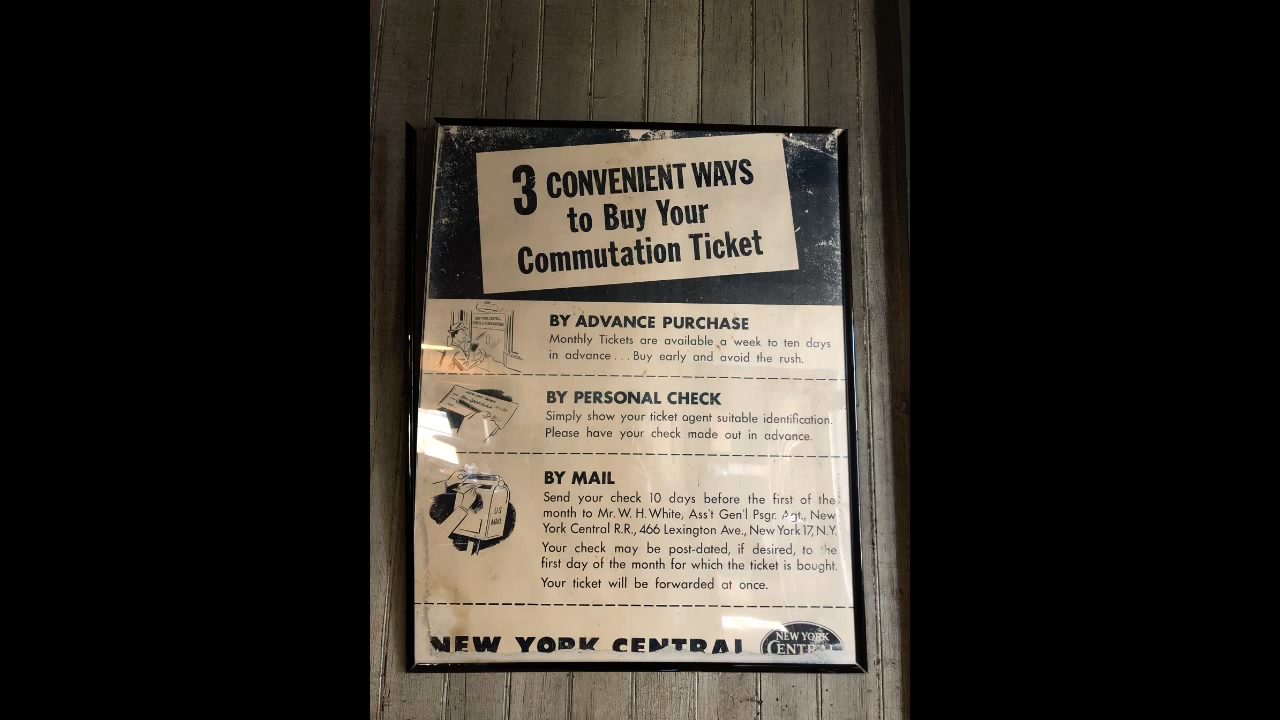 3 CONVENIENT WAYS
to Buy Your
Commutation Ticket
BY ADVANCE PURCHASE
Monthly Tickets are available a week to ten days
in advance . . . Buy early and avoid the rush.
BY PERSONAL CHECK
Simply show your ticket agent suitable identification.
Please have your check made out in advance.
BY MAIL
U.S.
MAIL
Send your check 10 days before the first of the
month to Mr. W. H. White, Ass't Gen'l Psgr. Agt., New
York Central R.R., 466 Lexington Ave., New York 17, N.Y.
Your check may be post-dated, if desired, to the
first day of the month for which the ticket is bought.
Your ticket will be forwarded at once.
NEW YORK CENTRAL
NEW YORK
CENTRAL